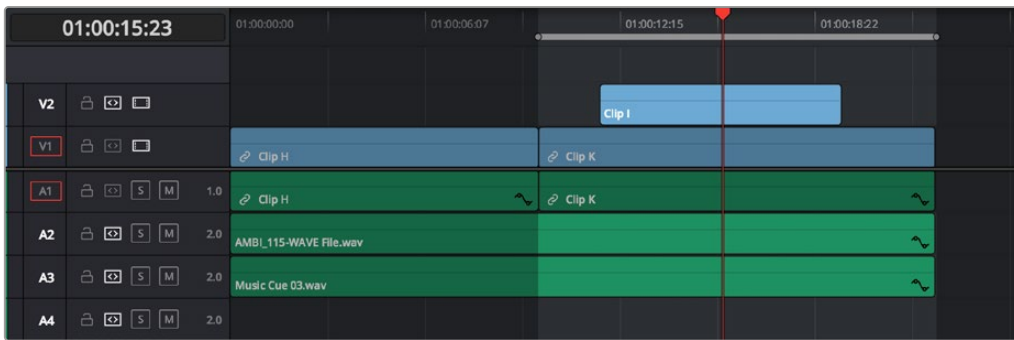 01:00:15:23 01:00:00:00 01:00:06:07 01:00:12:15 01:00:18:22
V2 Clip I
V1 Clip H Clip K
A1 S M 1.0 Clip H Clip K
A2 S M 2.0 AMBI_115-WAVE File.wav
A3 S M 2.0 Music Cue 03.wav
A4 S M 2.0